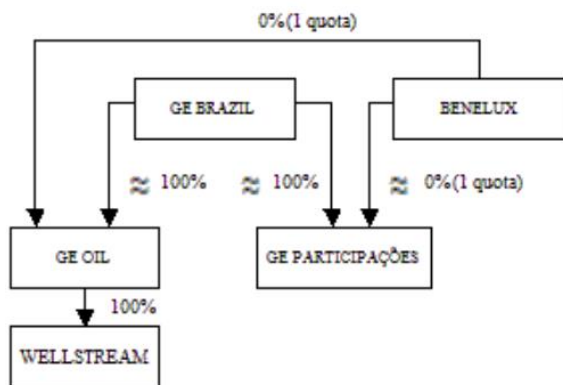 0%(1 quota)
GE BRAZIL
BENELUX
≈ 100%
≈ 100%
≈ 0%(1 quota)
GE OIL
GE PARTICIPAÇÕES
100%
WELLSTREAM